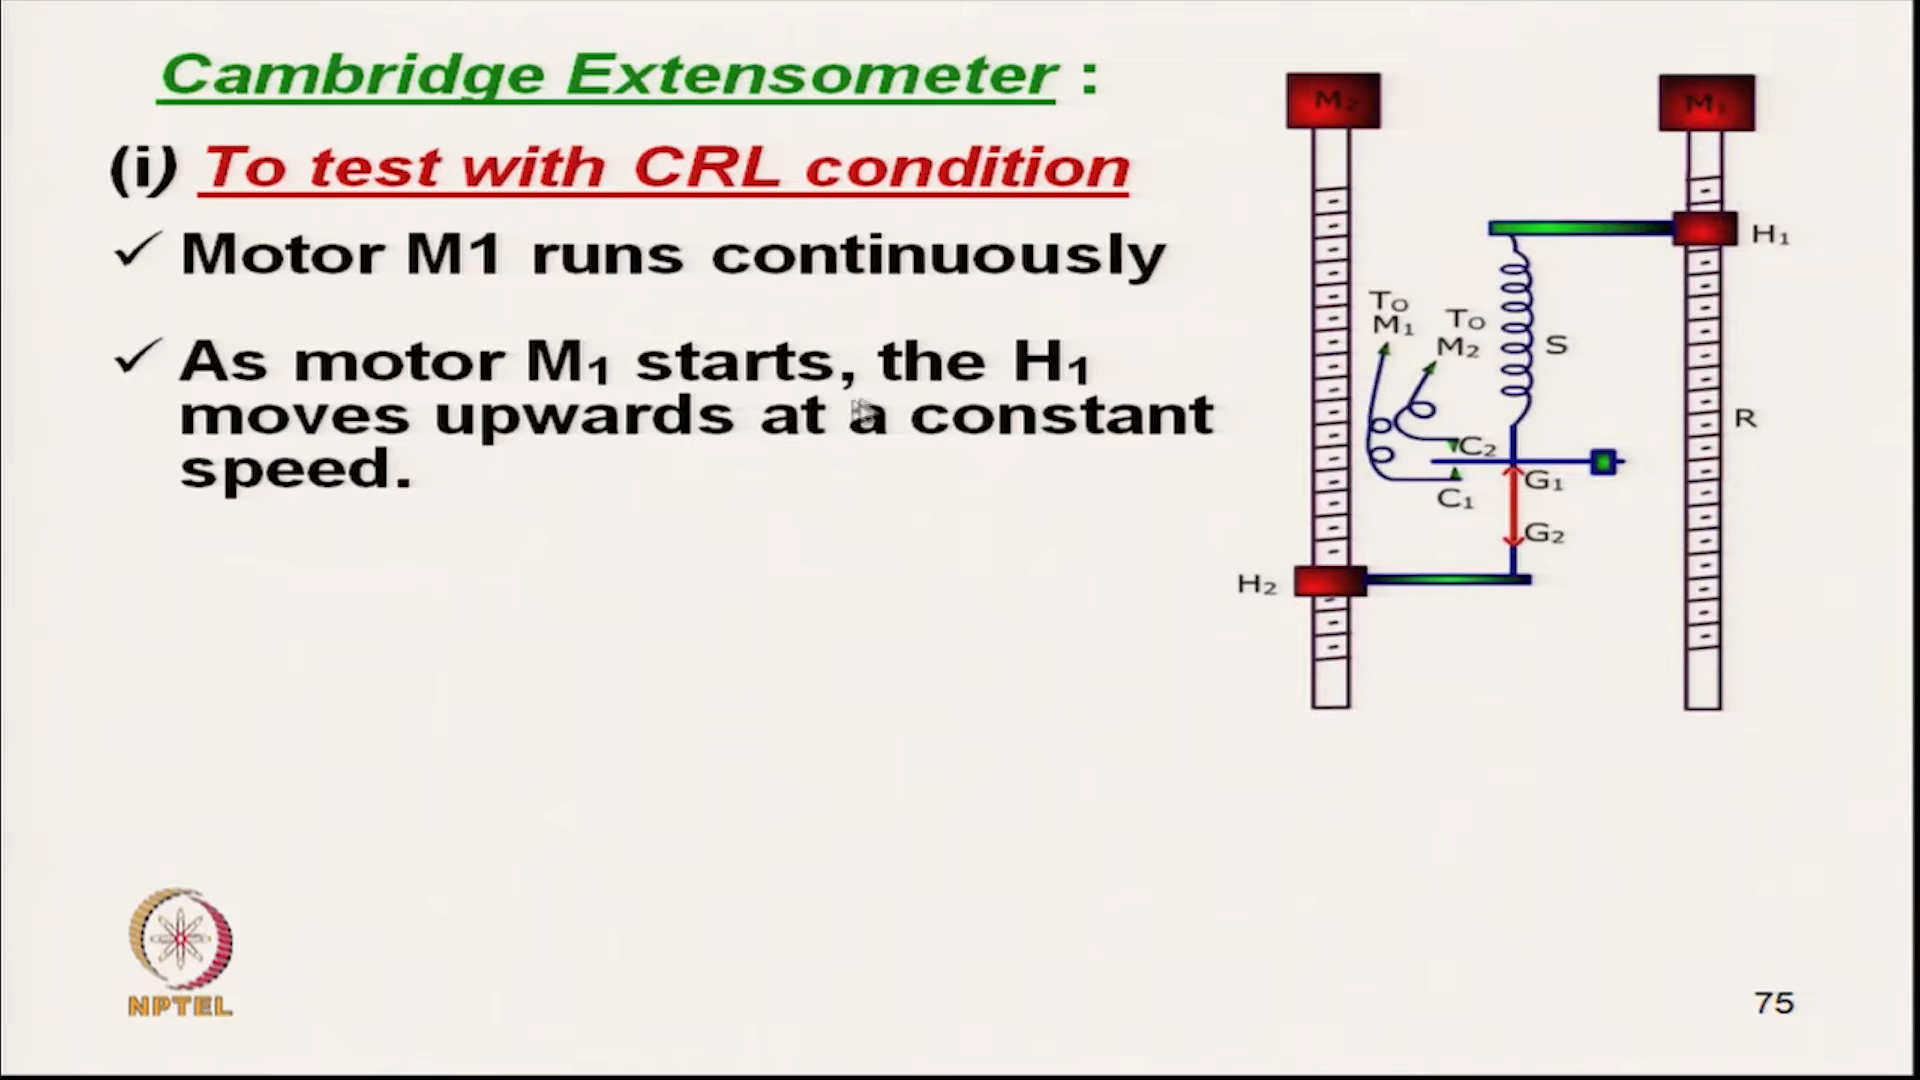 Cambridge Extensometer :
(i) To test with CRL condition
✓ Motor M1 runs continuously
✓ As motor M₁ starts, the H₁
moves upwards at a constant
speed.
M₂
M₁
H₁
To
M₁
To
M₂
S
R
C₂
G₁
C₁
G₂
H₂
NPTEL
75